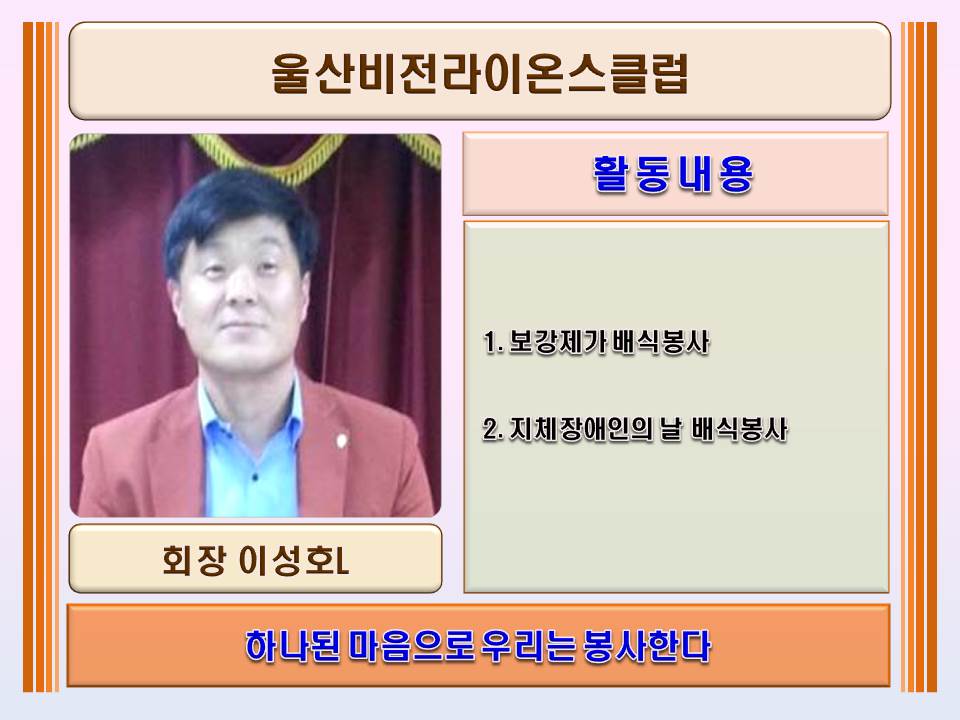 울산비전라이온스클럽
활동내용
1. 보강제가 배식봉사
2. 지체장애인의 날 배식봉사
회장 이성호L
하나된 마음으로 우리는 봉사한다